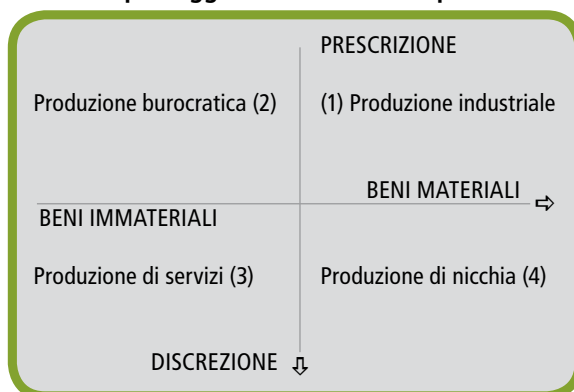 PRESCRIZIONE
Produzione burocratica (2)
(1) Produzione industriale
BENI MATERIALI
BENI IMMATERIALI
Produzione di servizi (3)
Produzione di nicchia (4)
DISCREZIONE